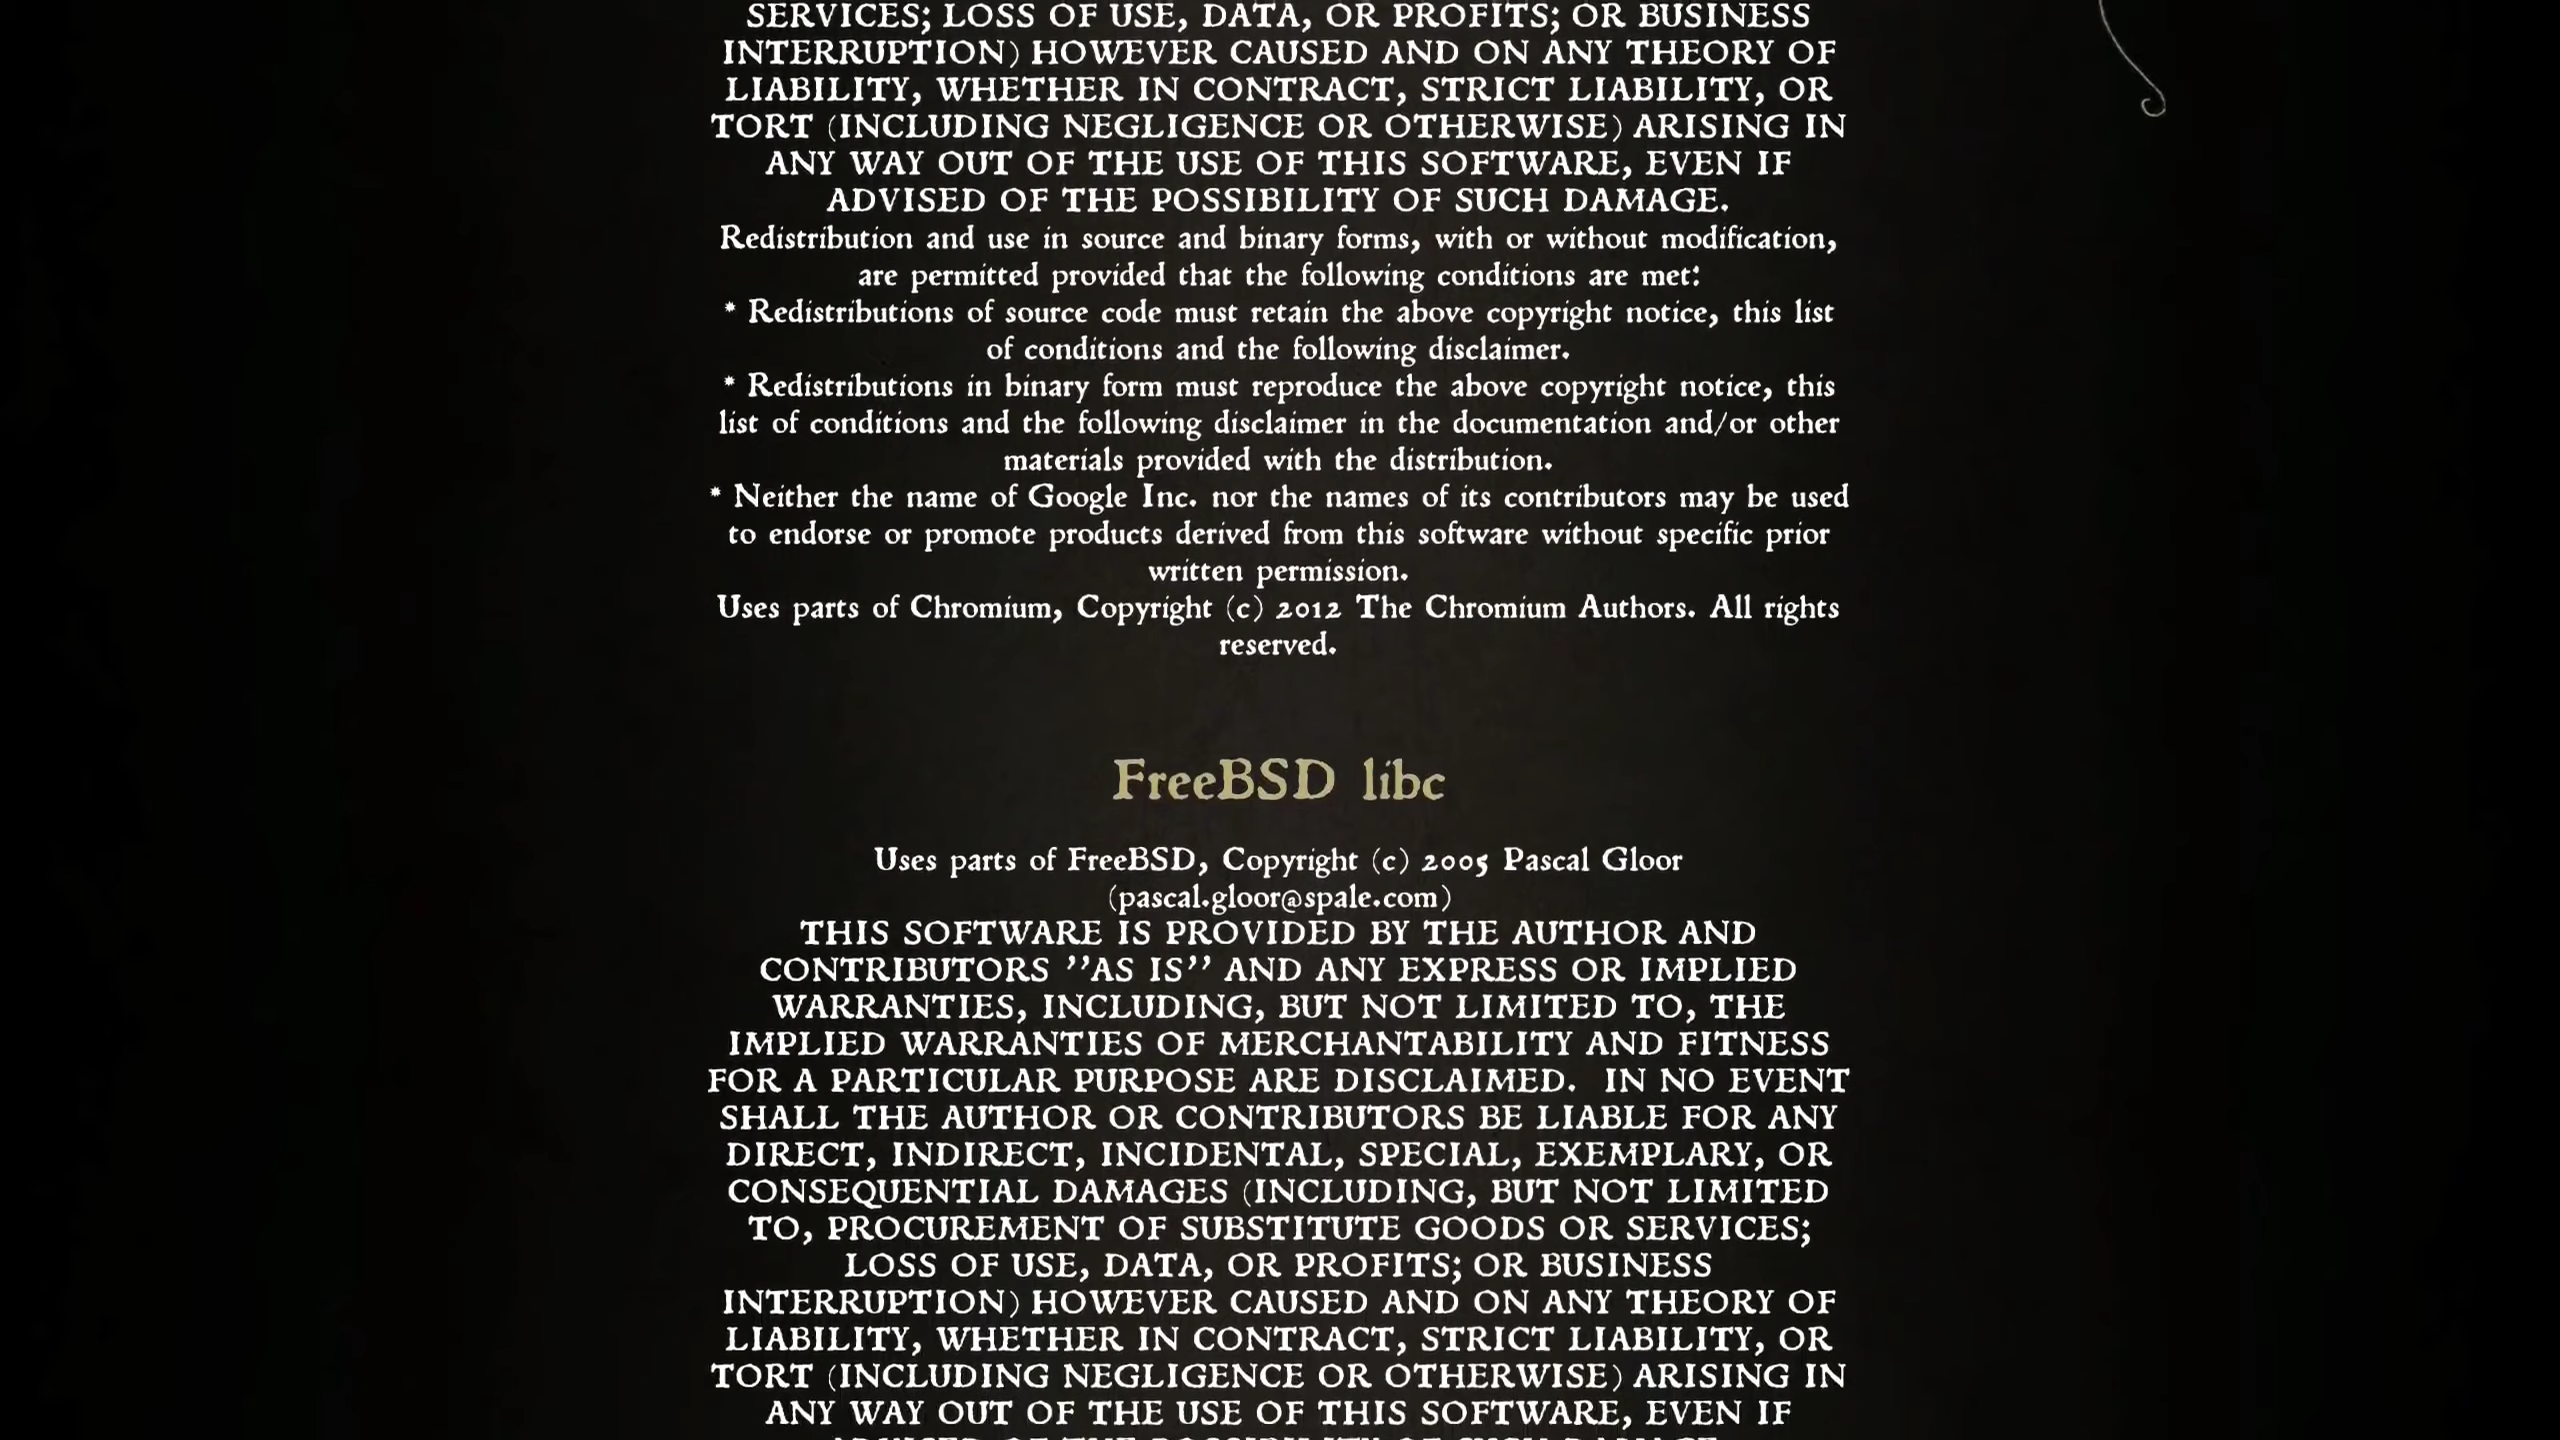 SERVICES; LOSS OF USE, DATA, OR PROFITS; OR BUSINESS
INTERRUPTION) HOWEVER CAUSED AND ON ANY THEORY OF
LIABILITY, WHETHER IN CONTRACT, STRICT LIABILITY, OR
TORT (INCLUDING NEGLIGENCE OR OTHERWISE) ARISING IN
ANY WAY OUT OF THE USE OF THIS SOFTWARE, EVEN IF
ADVISED OF THE POSSIBILITY OF SUCH DAMAGE.
Redistribution and use in source and binary forms, with or without modification,
are permitted provided that the following conditions are met:
* Redistributions of source code must retain the above copyright notice, this list
of conditions and the following disclaimer.
* Redistributions in binary form must reproduce the above copyright notice, this
list of conditions and the following disclaimer in the documentation and/or other
materials provided with the distribution.
* Neither the name of Google Inc. nor the names of its contributors may be used
to endorse or promote products derived from this software without specific prior
written permission.
Uses parts of Chromium, Copyright (c) 2012 The Chromium Authors. All rights
reserved.
FreeBSD libc
Uses parts of FreeBSD, Copyright (c) 2005 Pascal Gloor
(pascal.gloor@spale.com)
THIS SOFTWARE IS PROVIDED BY THE AUTHOR AND
CONTRIBUTORS ''AS IS'' AND ANY EXPRESS OR IMPLIED
WARRANTIES, INCLUDING, BUT NOT LIMITED TO, THE
IMPLIED WARRANTIES OF MERCHANTABILITY AND FITNESS
FOR A PARTICULAR PURPOSE ARE DISCLAIMED.  IN NO EVENT
SHALL THE AUTHOR OR CONTRIBUTORS BE LIABLE FOR ANY
DIRECT, INDIRECT, INCIDENTAL, SPECIAL, EXEMPLARY, OR
CONSEQUENTIAL DAMAGES (INCLUDING, BUT NOT LIMITED
TO, PROCUREMENT OF SUBSTITUTE GOODS OR SERVICES;
LOSS OF USE, DATA, OR PROFITS; OR BUSINESS
INTERRUPTION) HOWEVER CAUSED AND ON ANY THEORY OF
LIABILITY, WHETHER IN CONTRACT, STRICT LIABILITY, OR
TORT (INCLUDING NEGLIGENCE OR OTHERWISE) ARISING IN
ANY WAY OUT OF THE USE OF THIS SOFTWARE, EVEN IF